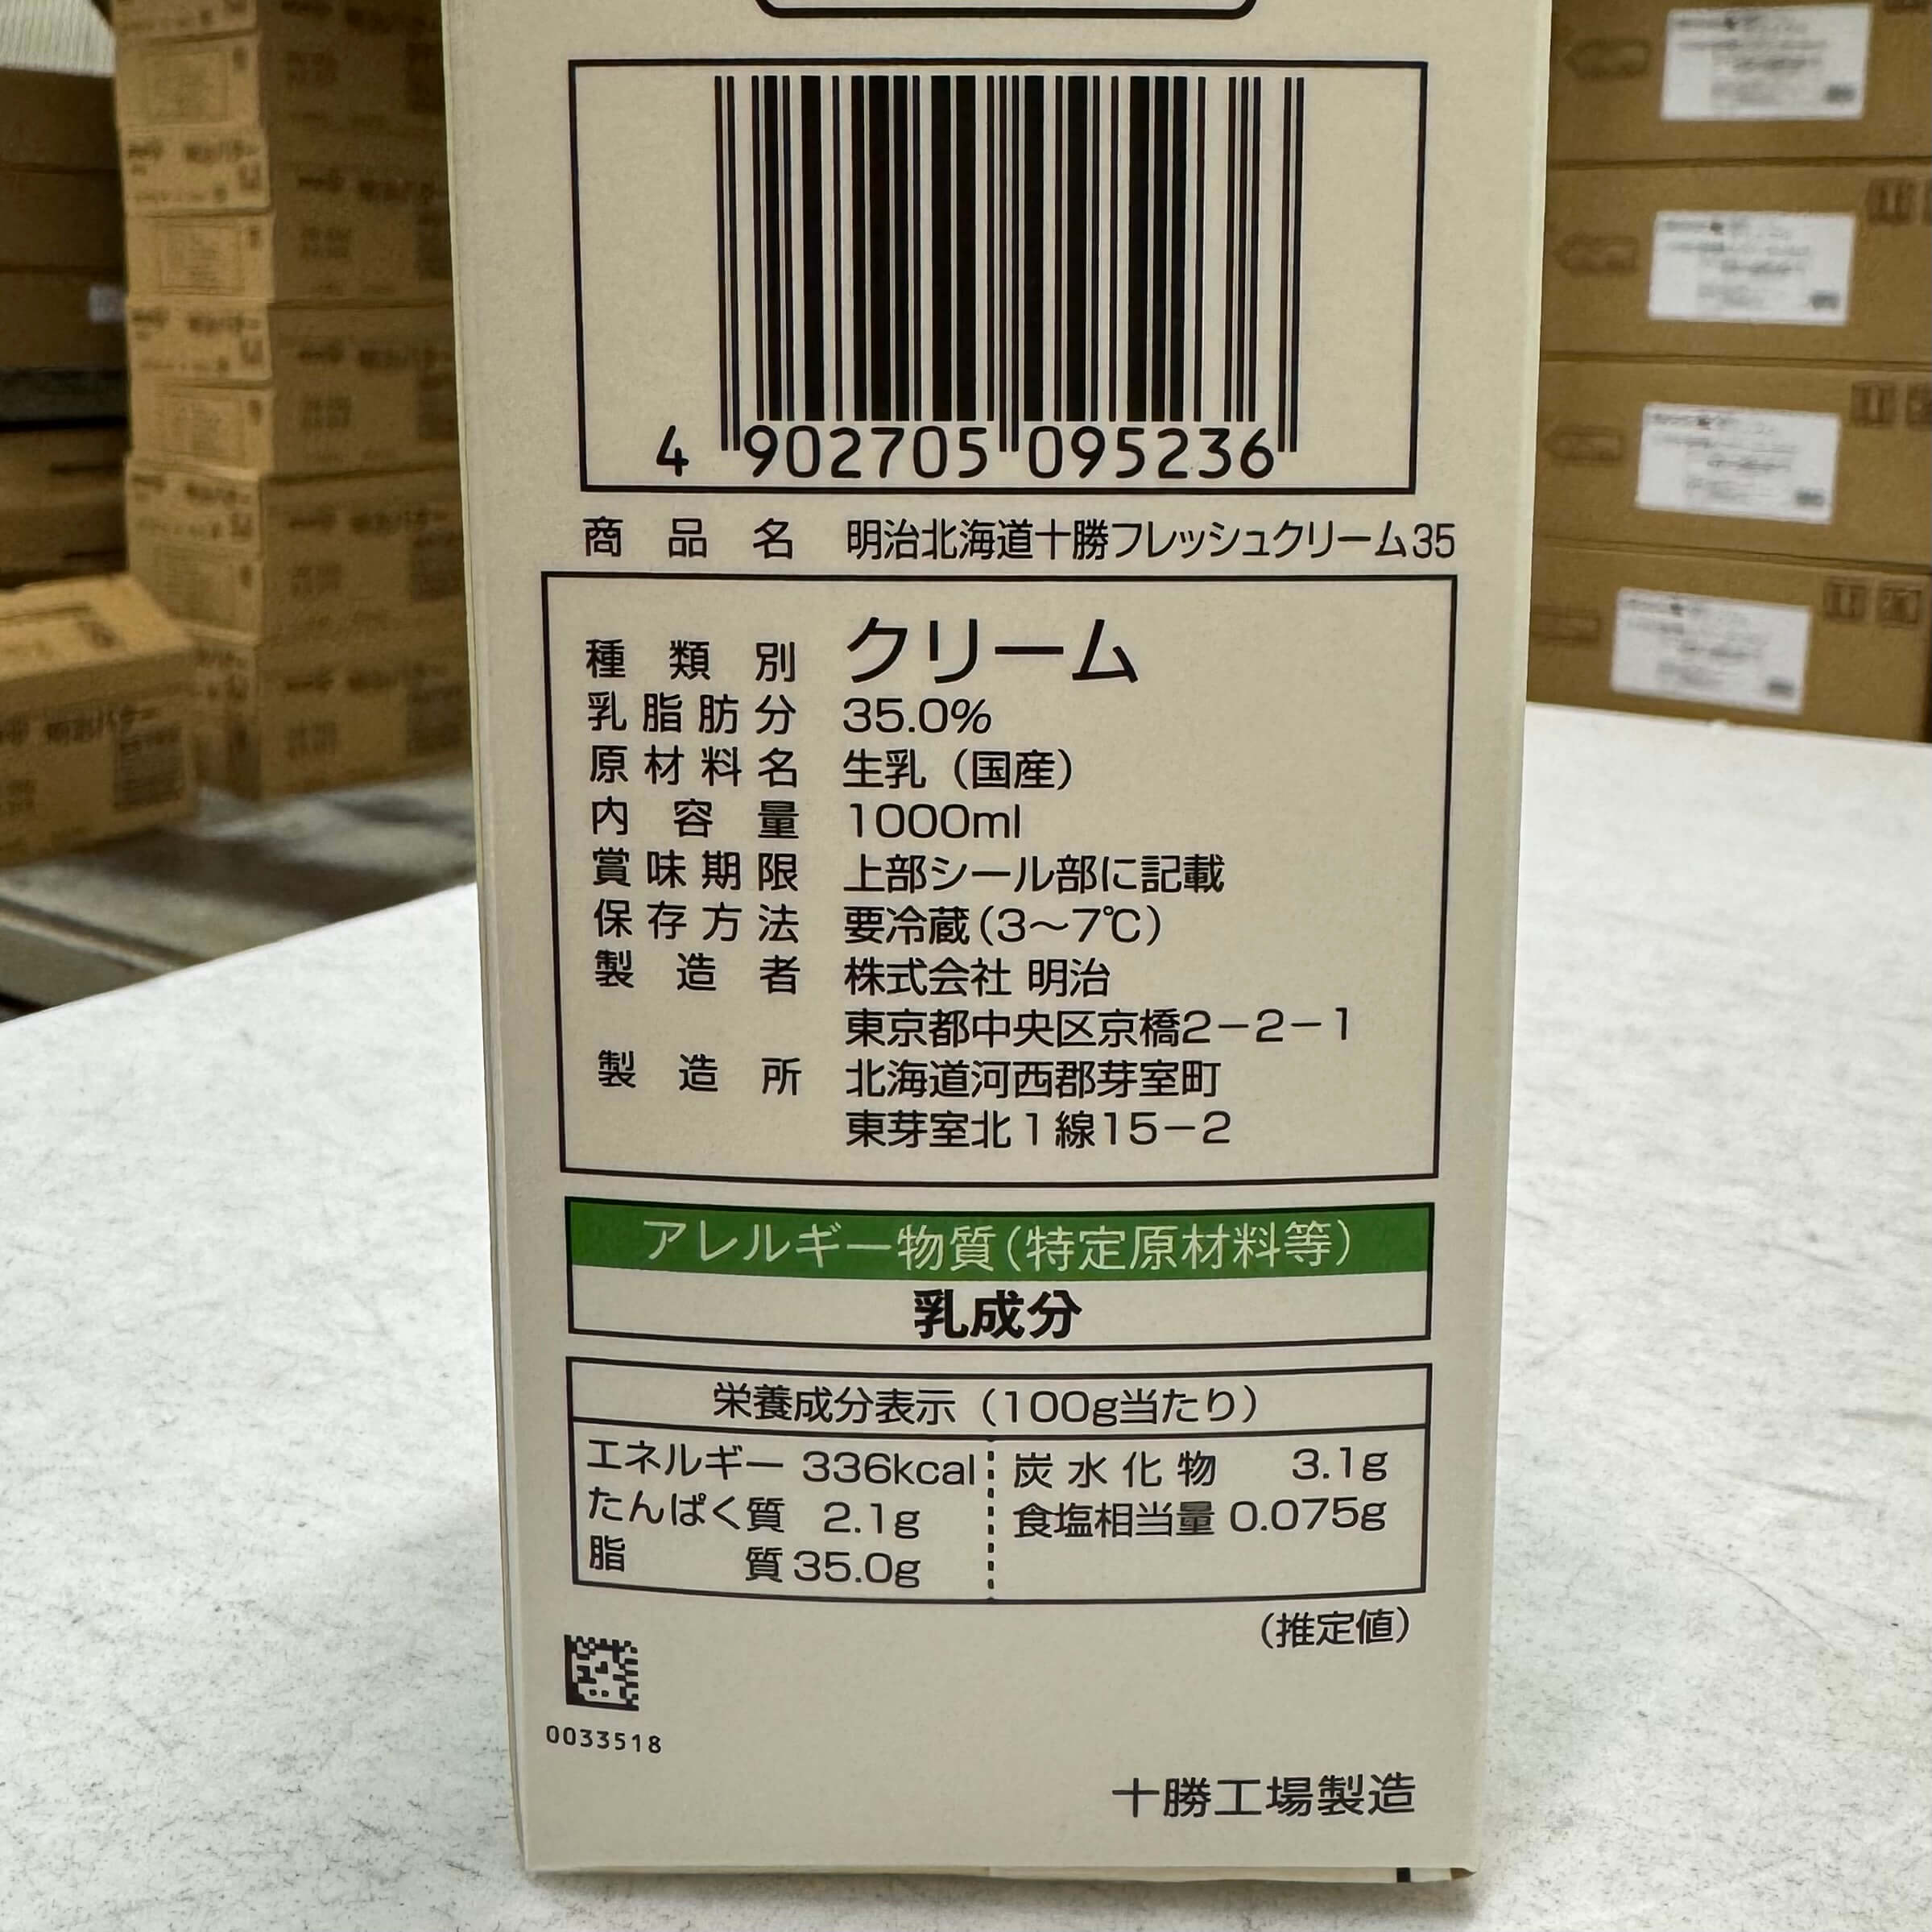 4 902705 095236
商品名 明治北海道十勝フレッシュクリーム35
種類別 クリーム
乳脂肪分 35.0%
原材料名 生乳（国産）
内容量 1000ml
賞味期限 上部シール部に記載
保存方法 要冷蔵(3〜7℃)
製造者 株式会社 明治
東京都中央区京橋2−2−1
製造所 北海道河西郡芽室町
東芽室北1線15−2
アレルギー物質(特定原材料等)
乳成分
栄養成分表示（100g当たり）
エネルギー 336kcal 炭水化物 3.1g
たんぱく質 2.1g 食塩相当量 0.075g
脂質 35.0g
（推定値）
0033518
十勝工場製造